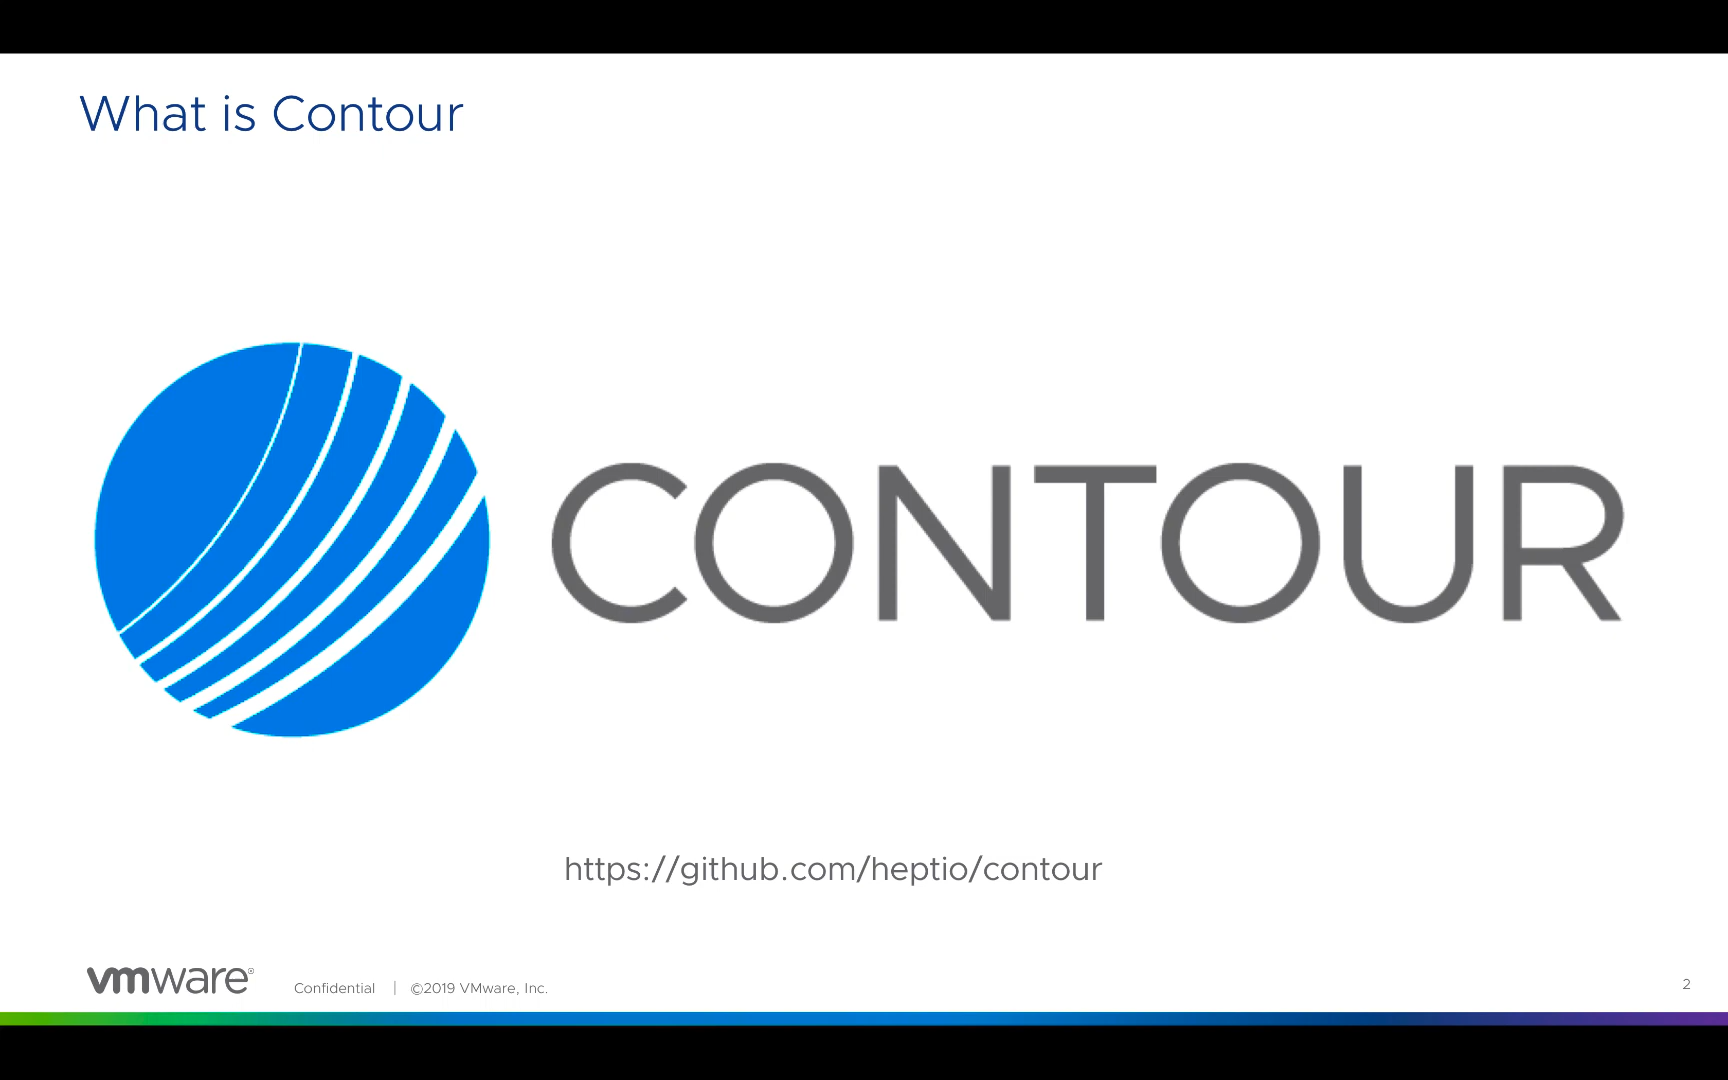 What is Contour
CONTOUR
https://github.com/heptio/contour
vmware®
Confidential | ©2019 VMware, Inc.
2